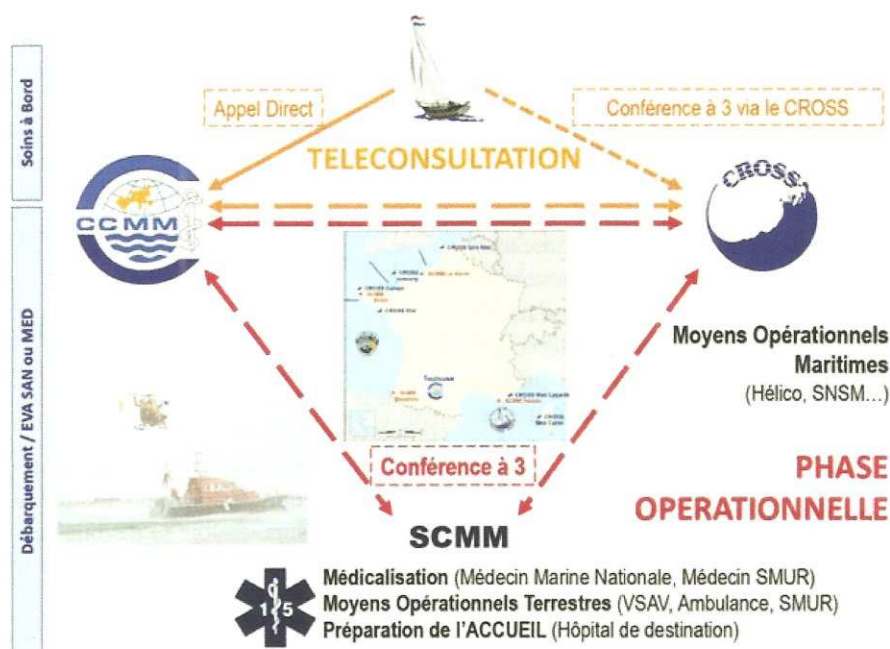 Soins à Bord
Appel Direct
Conférence à 3 via le CROSS
TELECONSULTATION
CCMM
CROSS
Débarquement / EVA SAN ou MED
Moyens Opérationnels
Maritimes
(Hélico, SNSM...)
Conférence à 3
PHASE
OPERATIONNELLE
SCMM
15
Médicalisation (Médecin Marine Nationale, Médecin SMUR)
Moyens Opérationnels Terrestres (VSAV, Ambulance, SMUR)
Préparation de l'ACCUEIL (Hôpital de destination)